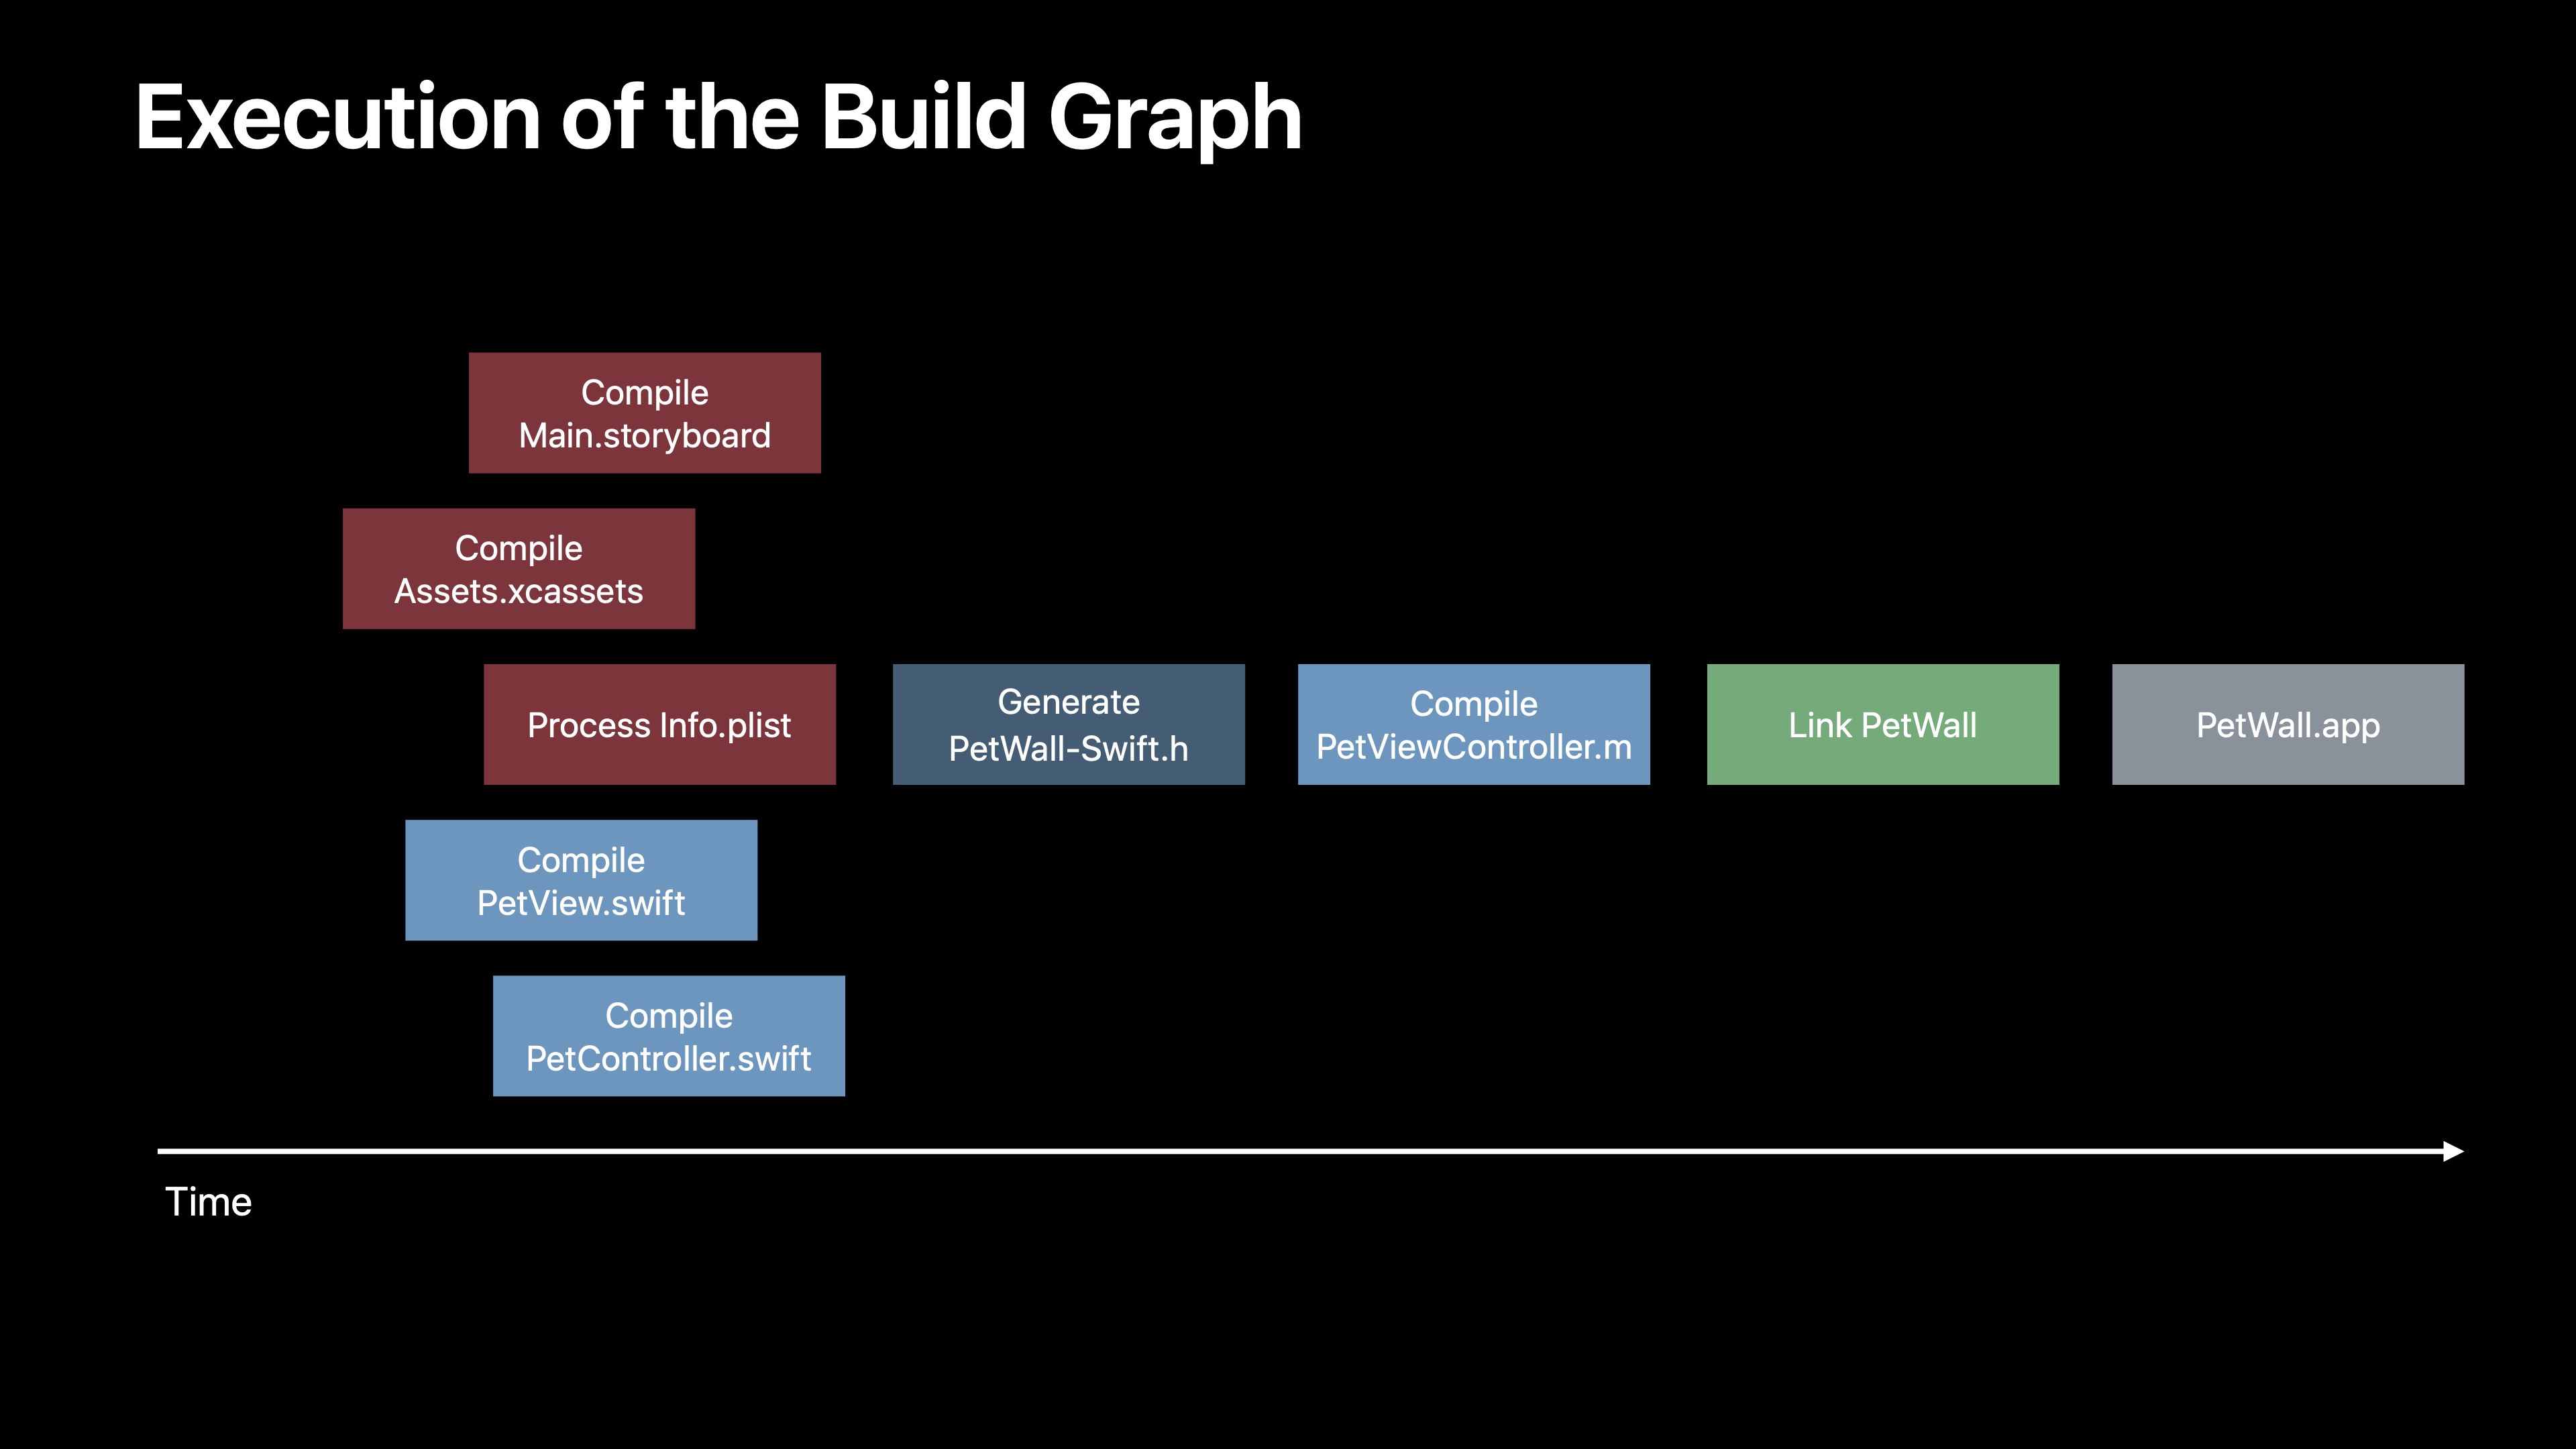 Execution of the Build Graph
Compile
Main.storyboard
Compile
Assets.xcassets
Process Info.plist
Generate
PetWall-Swift.h
Compile
PetViewController.m
Link PetWall
PetWall.app
Compile
PetView.swift
Compile
PetController.swift
Time